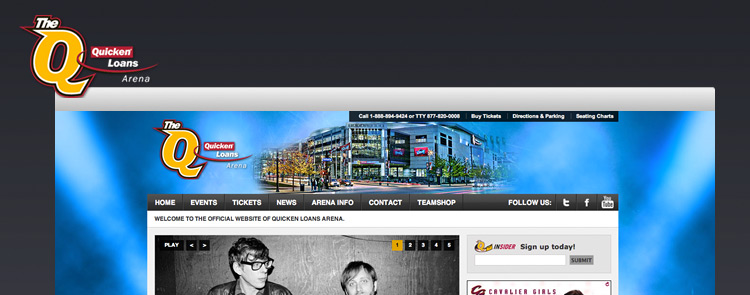 The
Q
Quicken
Loans
Arena
Call 1-888-894-9424 or TTY 877-820-0008
Buy Tickets
Directions & Parking
Seating Charts
The
Q
Quicken
Loans
Arena
HOME
EVENTS
TICKETS
NEWS
ARENA INFO
CONTACT
TEAMSHOP
FOLLOW US:
t
f
You
Tube
WELCOME TO THE OFFICIAL WEBSITE OF QUICKEN LOANS ARENA.
PLAY
<
>
1
2
3
4
5
INSIDER
Sign up today!
SUBMIT
CAVALIER GIRLS